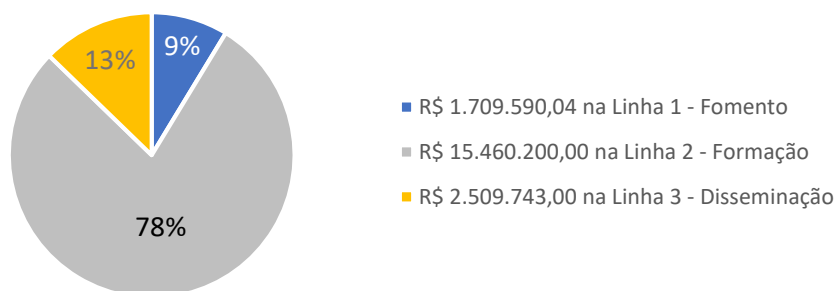 9%
13%
78%
R$ 1.709.590,04 na Linha 1 - Fomento
R$ 15.460.200,00 na Linha 2 - Formação
R$ 2.509.743,00 na Linha 3 - Disseminação